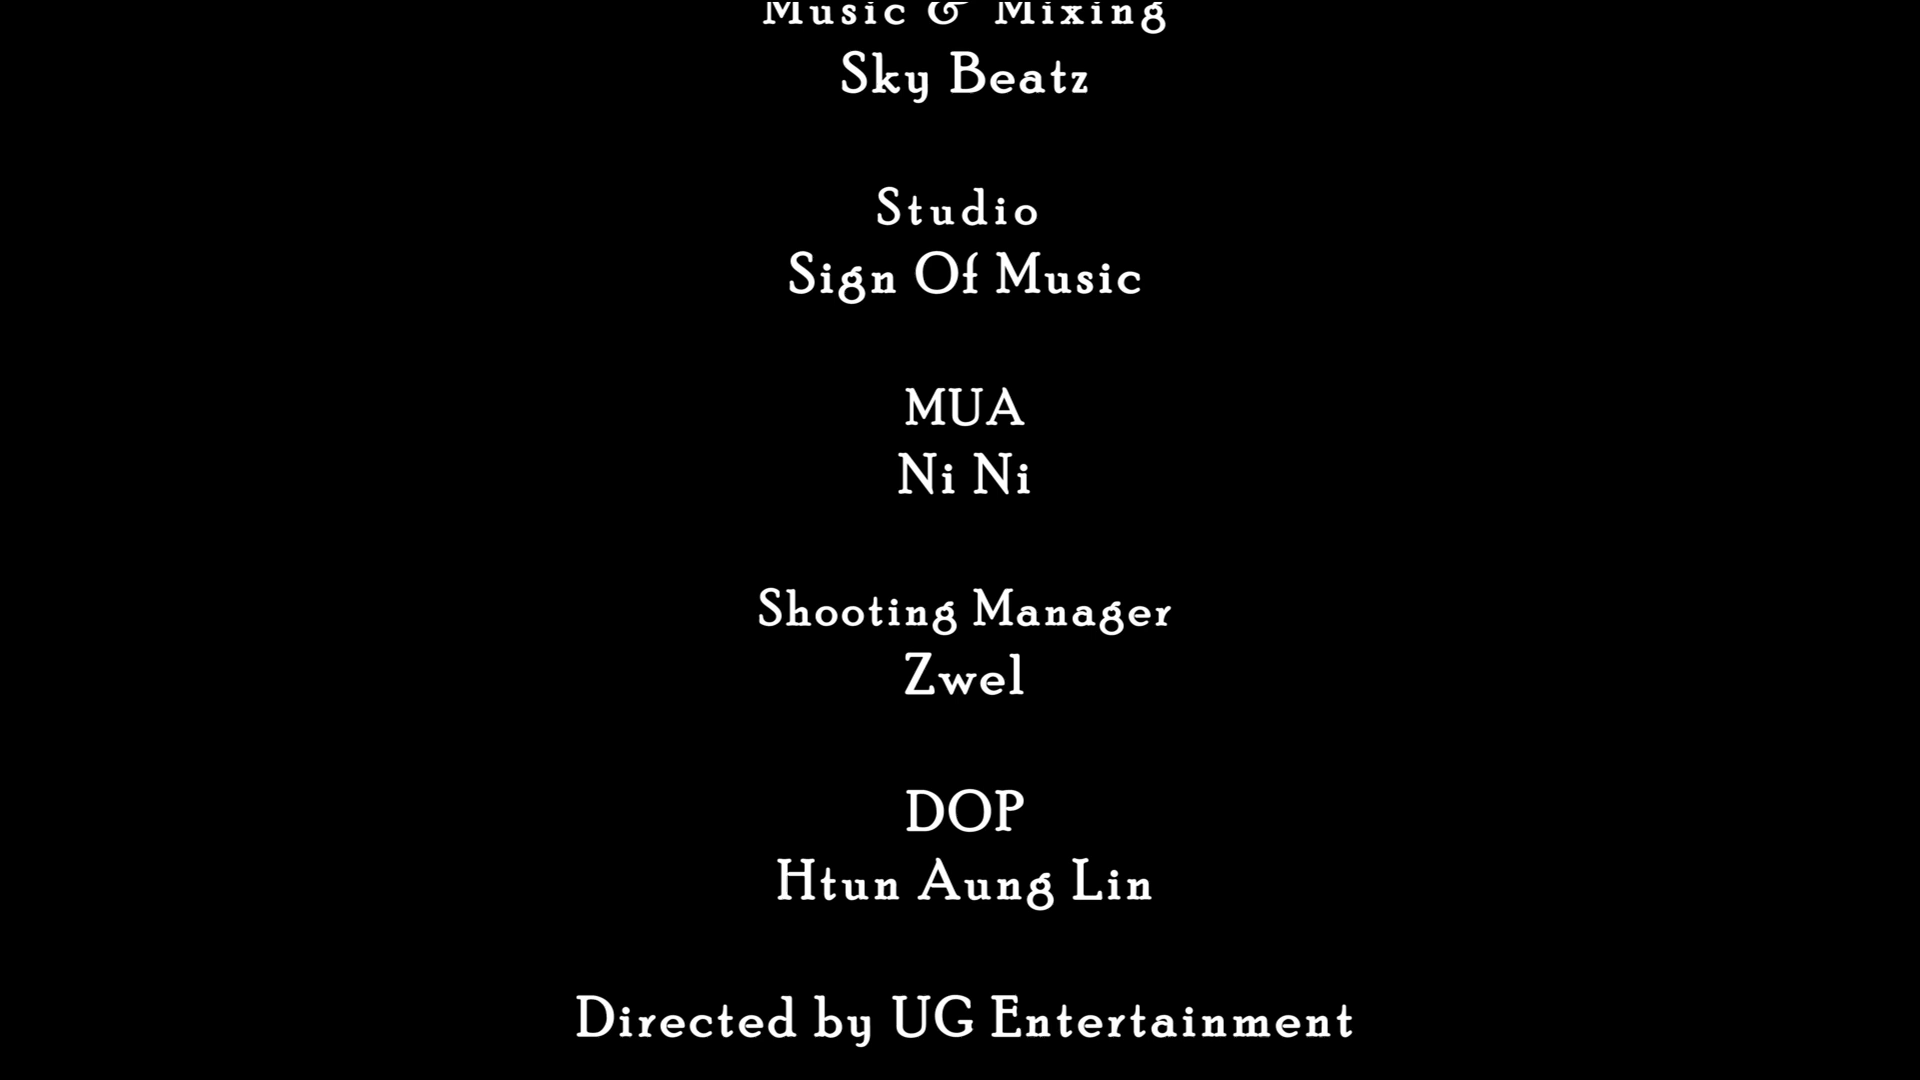 Music & Mixing
Sky Beatz
Studio
Sign Of Music
MUA
Ni Ni
Shooting Manager
Zwel
DOP
Htun Aung Lin
Directed by UG Entertainment